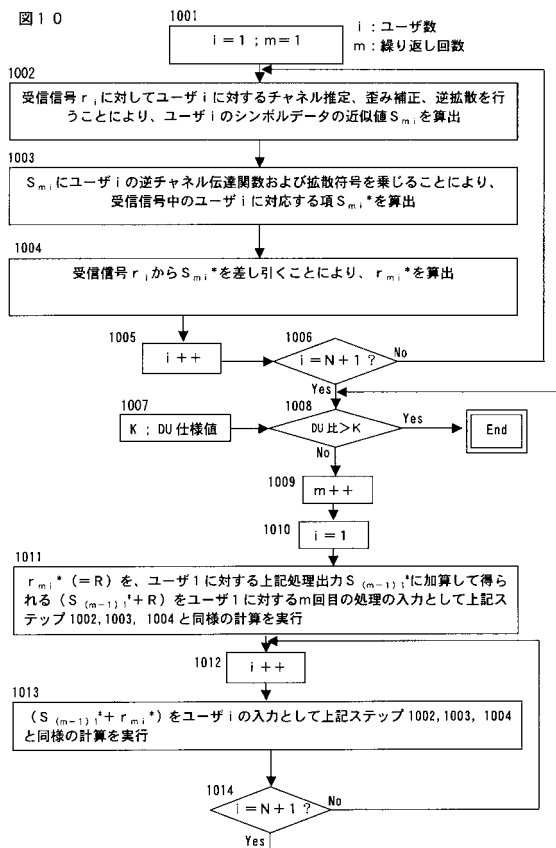 図10
1001
i=1 ; m=1
i : ユーザ数
m : 繰り返し回数
1002
受信信号 r i に対してユーザ i に対するチャネル推定、歪み補正、逆拡散を
行うことにより、ユーザ i のシンボルデータの近似値 S m i を算出
1003
S m i にユーザ i の逆チャネル伝達関数および拡散符号を乗じることにより、
受信信号中のユーザ i に対応する項 S m i * を算出
1004
受信信号 r i から S m i * を差し引くことにより、 r m i * を算出
1005
i++
1006
i=N+1 ?
No
Yes
1007
K ; DU 仕様値
1008
DU 比>K
Yes
End
No
1009
m++
1010
i=1
1011
r m i * (=R) を、ユーザ1に対する上記処理出力 S (m-1) 1 * に加算して得ら
れる (S (m-1) 1 * +R) をユーザ1に対するm回目の処理の入力として上記ス
テップ 1002, 1003, 1004 と同様の計算を実行
1012
i++
1013
(S (m-1) 1 * + r m i *) をユーザ i の入力として上記ステップ 1002, 1003, 1004
と同様の計算を実行
1014
i=N+1 ?
No
Yes